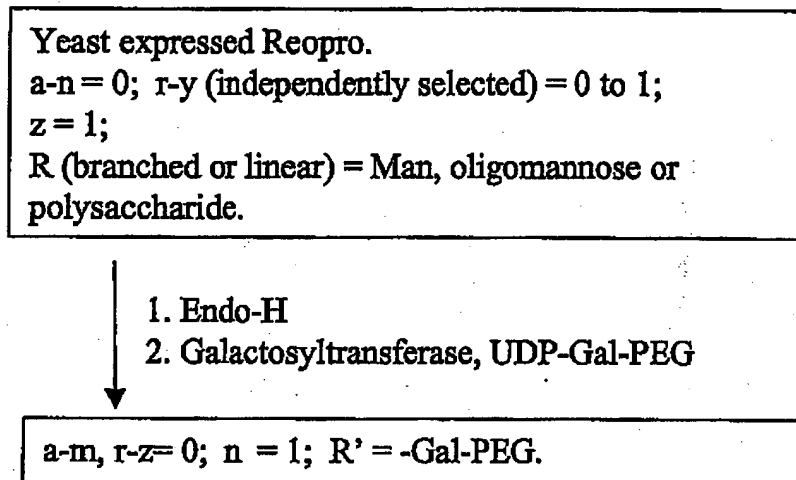 Yeast expressed Reopro.
a-n = 0; r-y (independently selected) = 0 to 1;
z = 1;
R (branched or linear) = Man, oligomannose or
polysaccharide.
1. Endo-H
2. Galactosyltransferase, UDP-Gal-PEG
a-m, r-z= 0; n = 1; R' = -Gal-PEG.